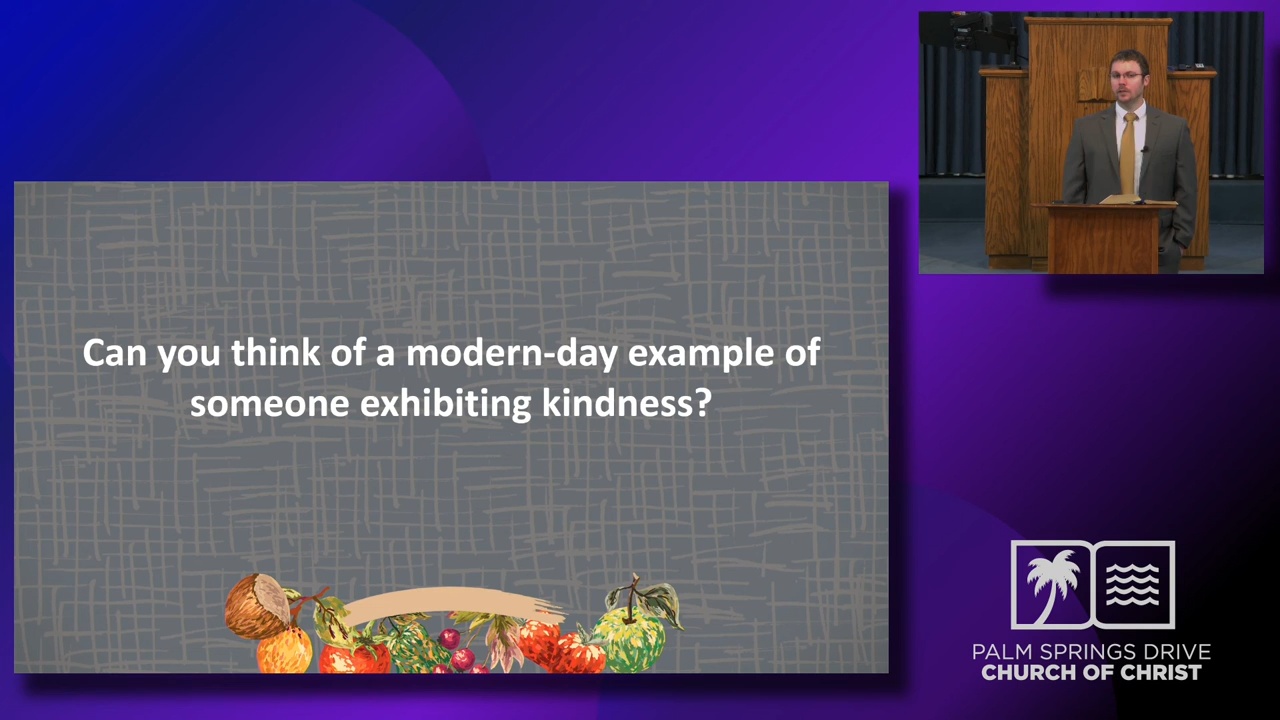 Can you think of a modern-day example of
someone exhibiting kindness?
PALM SPRINGS DRIVE
CHURCH OF CHRIST